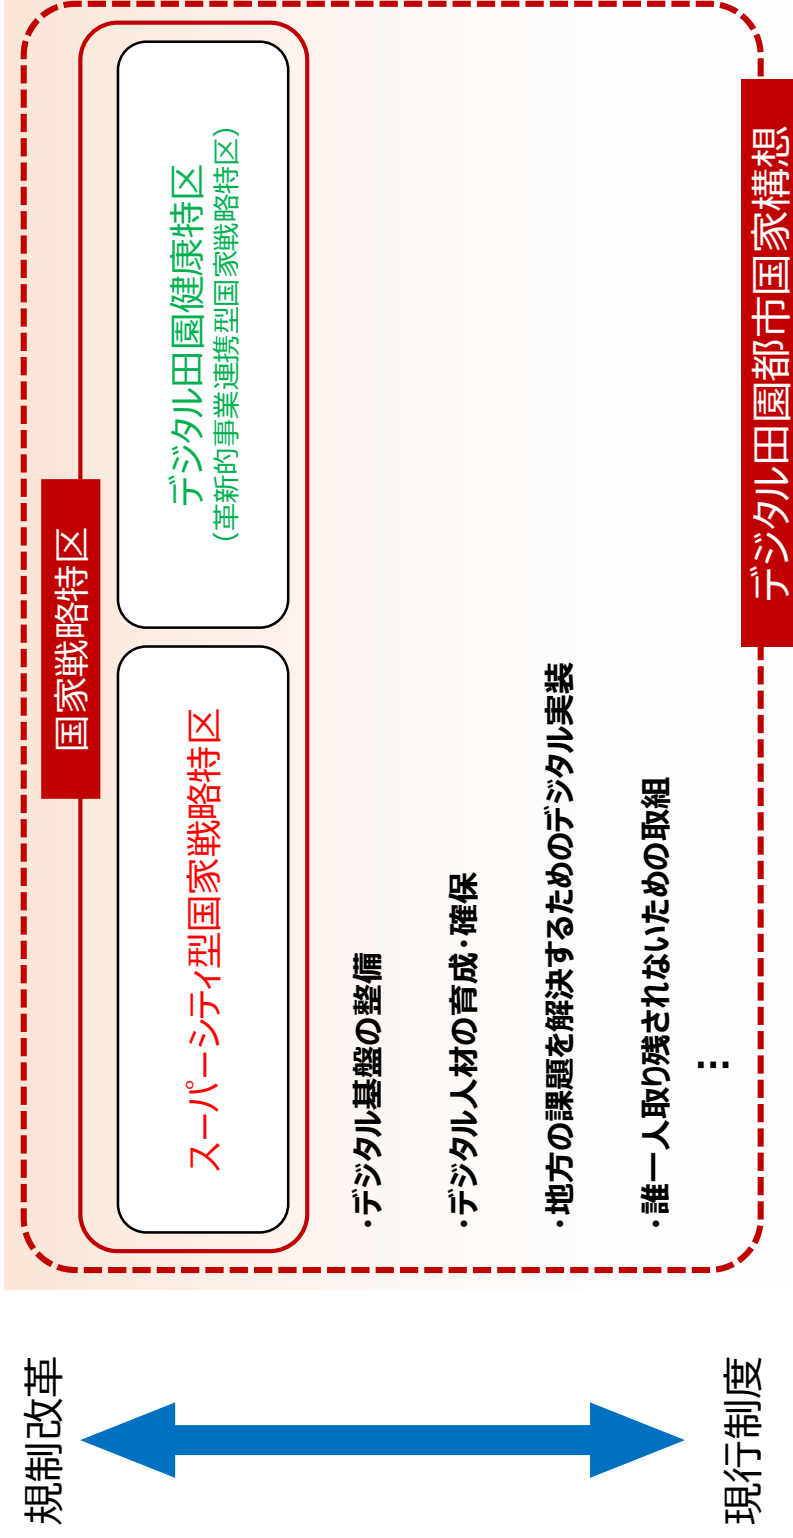 規制改革
現行制度
国家戦略特区
スーパーシティ型国家戦略特区
デジタル田園健康特区
（革新的事業連携型国家戦略特区）
・デジタル基盤の整備
・デジタル人材の育成・確保
・地方の課題を解決するためのデジタル実装
・誰一人取り残されないための取組
…
デジタル田園都市国家構想